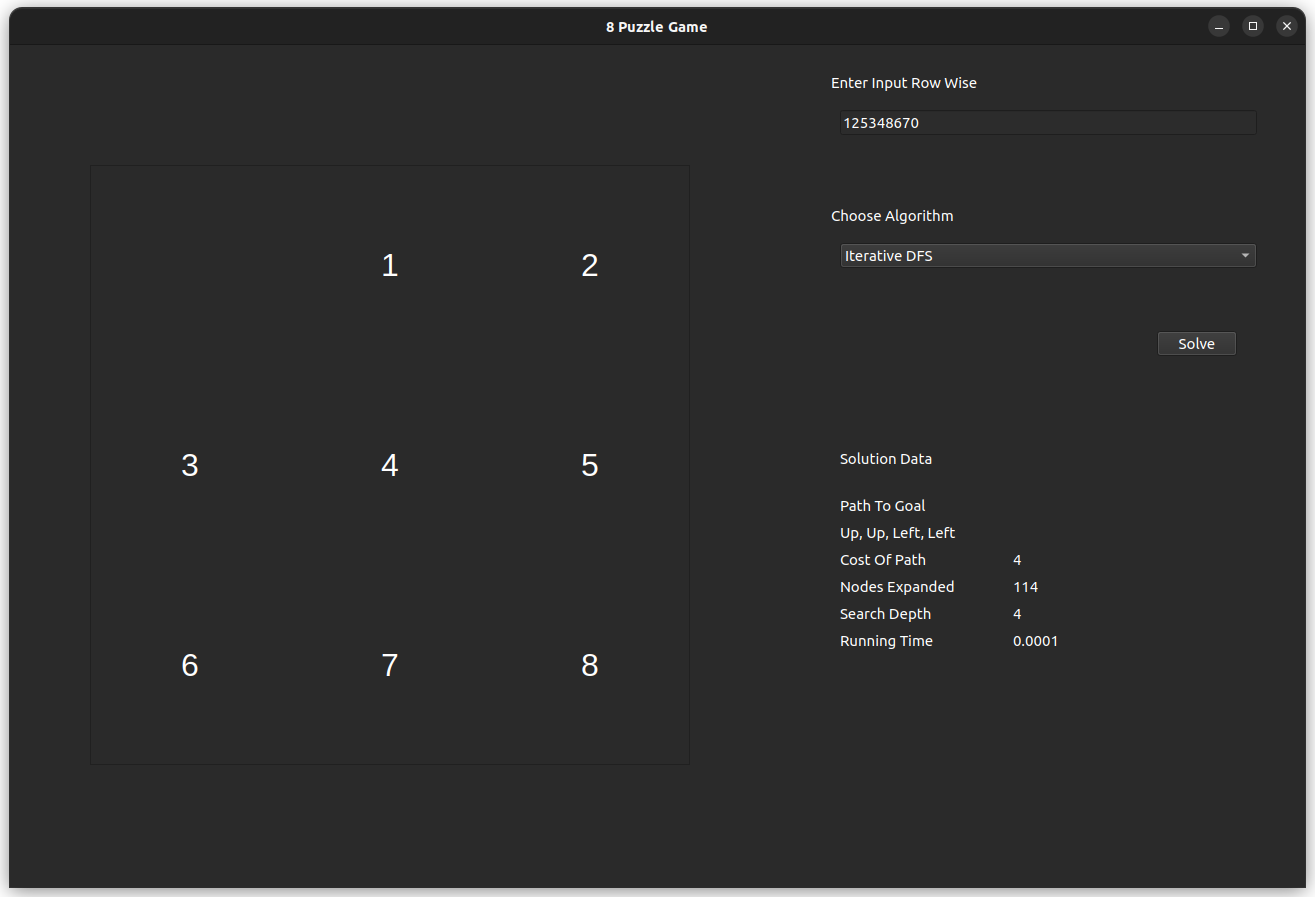 8 Puzzle Game
Enter Input Row Wise
125348670
Choose Algorithm
Iterative DFS
Solve
1 2
3 4 5
6 7 8
Solution Data
Path To Goal
Up, Up, Left, Left
Cost Of Path 4
Nodes Expanded 114
Search Depth 4
Running Time 0.0001